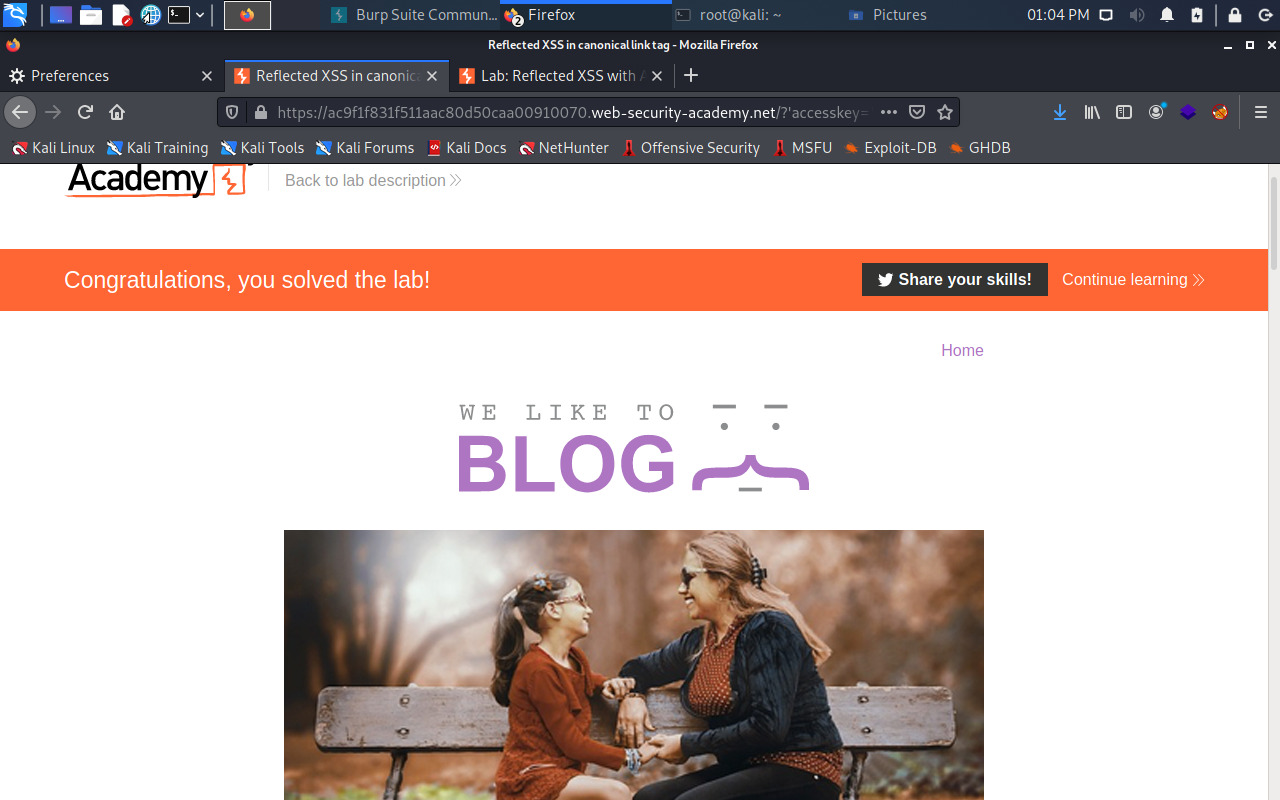 Burp Suite Commun...
2
Firefox
root@kali: ~
Pictures
01:04 PM
Reflected XSS in canonical link tag - Mozilla Firefox
Preferences
Reflected XSS in canonic
Lab: Reflected XSS with
https://ac9f1f831f511aac80d50caa00910070.web-security-academy.net/?'accesskey=
Kali Linux
Kali Training
Kali Tools
Kali Forums
Kali Docs
NetHunter
Offensive Security
MSFU
Exploit-DB
GHDB
Academy
Back to lab description
Congratulations, you solved the lab!
Share your skills!
Continue learning
Home
WE LIKE TO
BLOG